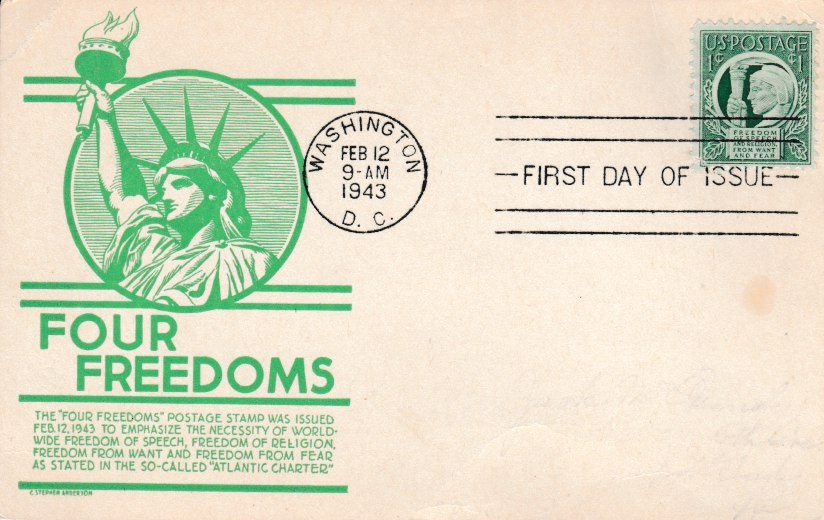 U.S. POSTAGE
1¢ ¢1
FREEDOM
OF SPEECH
AND RELIGION,
FROM WANT
AND FEAR
WASHINGTON
FEB 12
9-AM
1943
D. C.
FIRST DAY OF ISSUE
FOUR
FREEDOMS
THE "FOUR FREEDOMS" POSTAGE STAMP WAS ISSUED
FEB. 12, 1943 TO EMPHASIZE THE NECESSITY OF WORLD-
WIDE FREEDOM OF SPEECH, FREEDOM OF RELIGION,
FREEDOM FROM WANT AND FREEDOM FROM FEAR
AS STATED IN THE SO-CALLED "ATLANTIC CHARTER"
C. STEPHEN ANDERSON